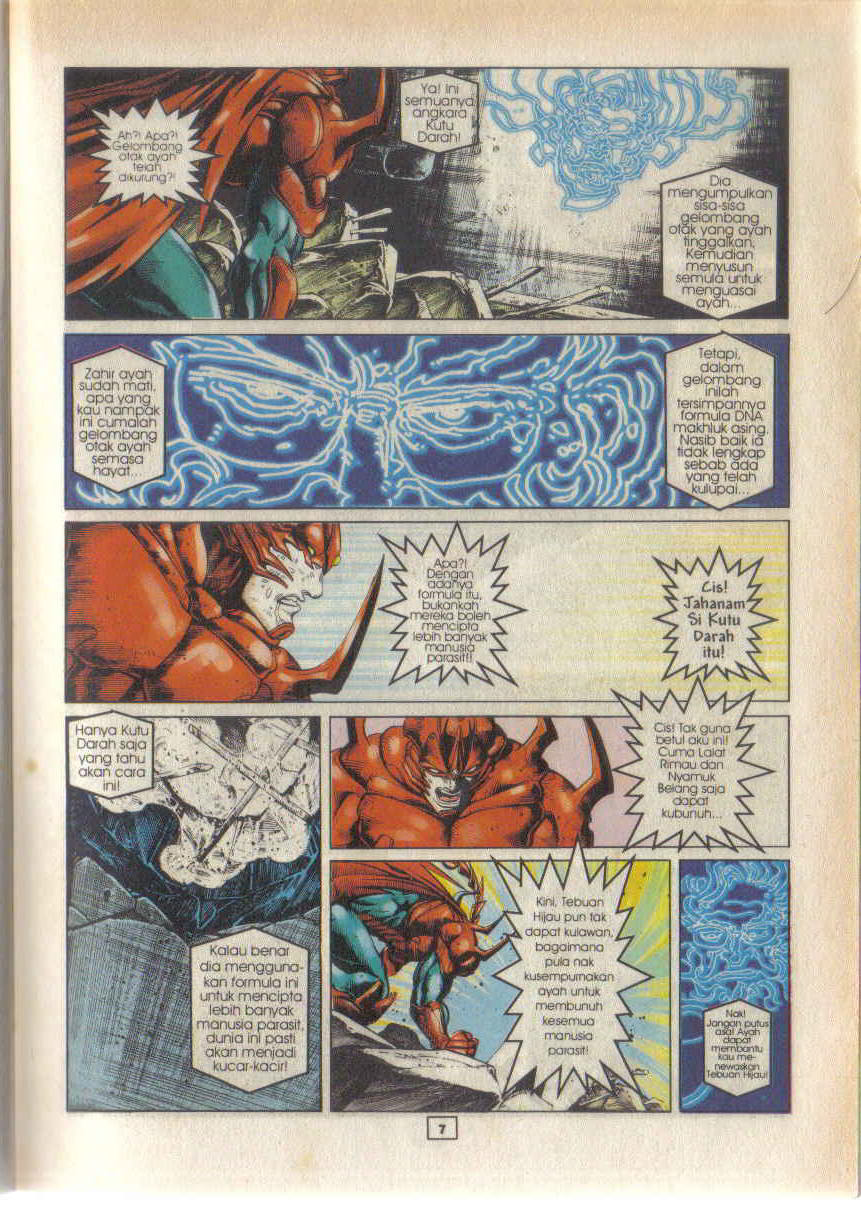 Ah?! Apa?!
Gelombang
otak ayah
telah
dikurung?!
Ya! Ini
semuanya
angkara
Kutu
Darah!
Dia
mengumpulkan
sisa-sisa
gelombang
otak yang ayah
tinggalkan.
Kemudian
menyusun
semula untuk
menguasai
ayah...
Zahir ayah
sudah mati,
apa yang
kau nampak
ini cumalah
gelombang
otak ayah
semasa
hayat...
Tetapi,
dalam
gelombang
inilah
tersimpannya
formula DNA
makhluk asing.
Nasib baik ia
tidak lengkap
sebab ada
yang telah
kulupai...
Apa?!
Dengan
adanya
formula itu,
bukankah
mereka boleh
mencipta
lebih banyak
manusia
parasit!!
Cis!
Jahanam
Si Kutu
Darah
itu!
Hanya Kutu
Darah saja
yang tahu
akan cara
ini!
Kalau benar
dia mengguna-
kan formula ini
untuk mencipta
lebih banyak
manusia parasit,
dunia ini pasti
akan menjadi
kucar-kacir!
Cis! Tak guna
betul aku ini!
Cuma Lalat
Rimau dan
Nyamuk
Belang saja
dapat
kubunuh...
Kini, Tebuan
Hijau pun tak
dapat kulawan,
bagaimana
pula nak
kusempurnakan
ayah untuk
membunuh
kesemua
manusia
parasit!
Nak!
Jangan putus
asa! Ayah
dapat
membantu
kau me-
newaskan
Tebuan Hijau!
7